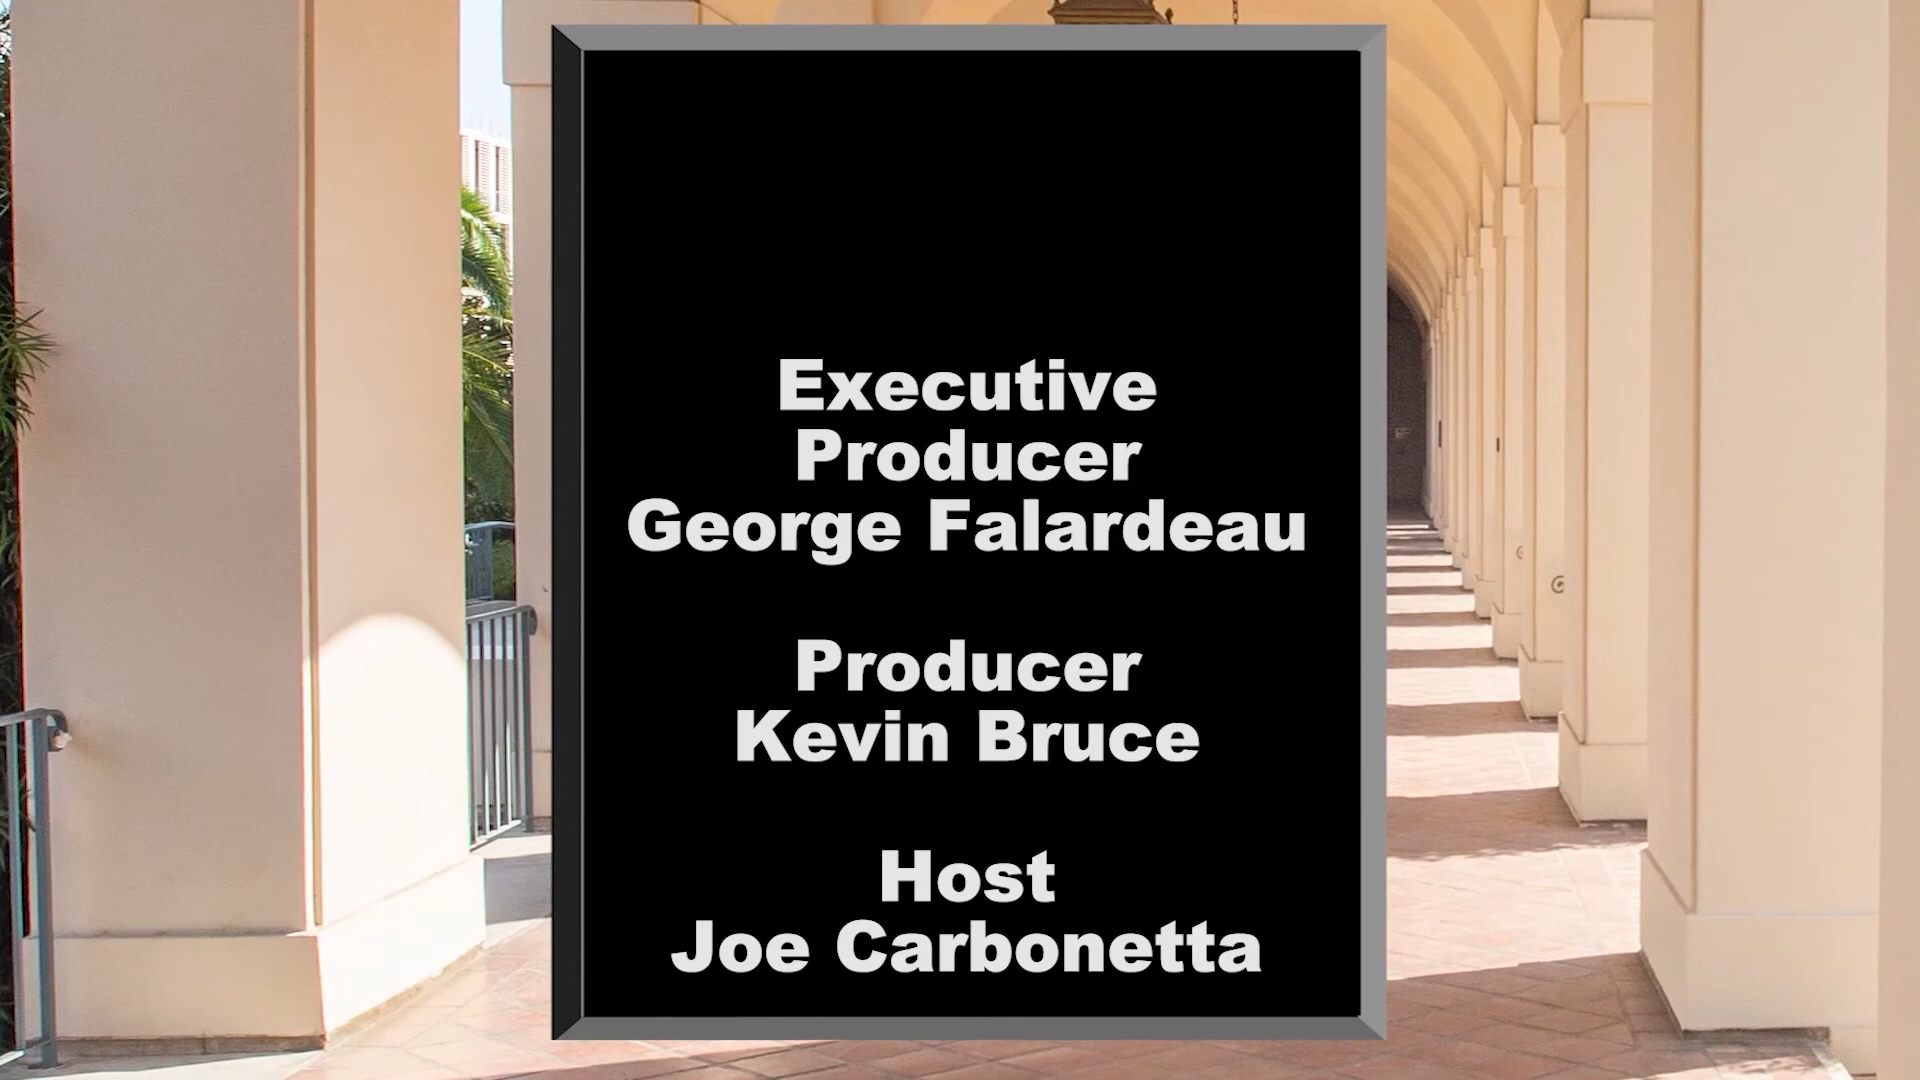 Executive
Producer
George Falardeau
Producer
Kevin Bruce
Host
Joe Carbonetta